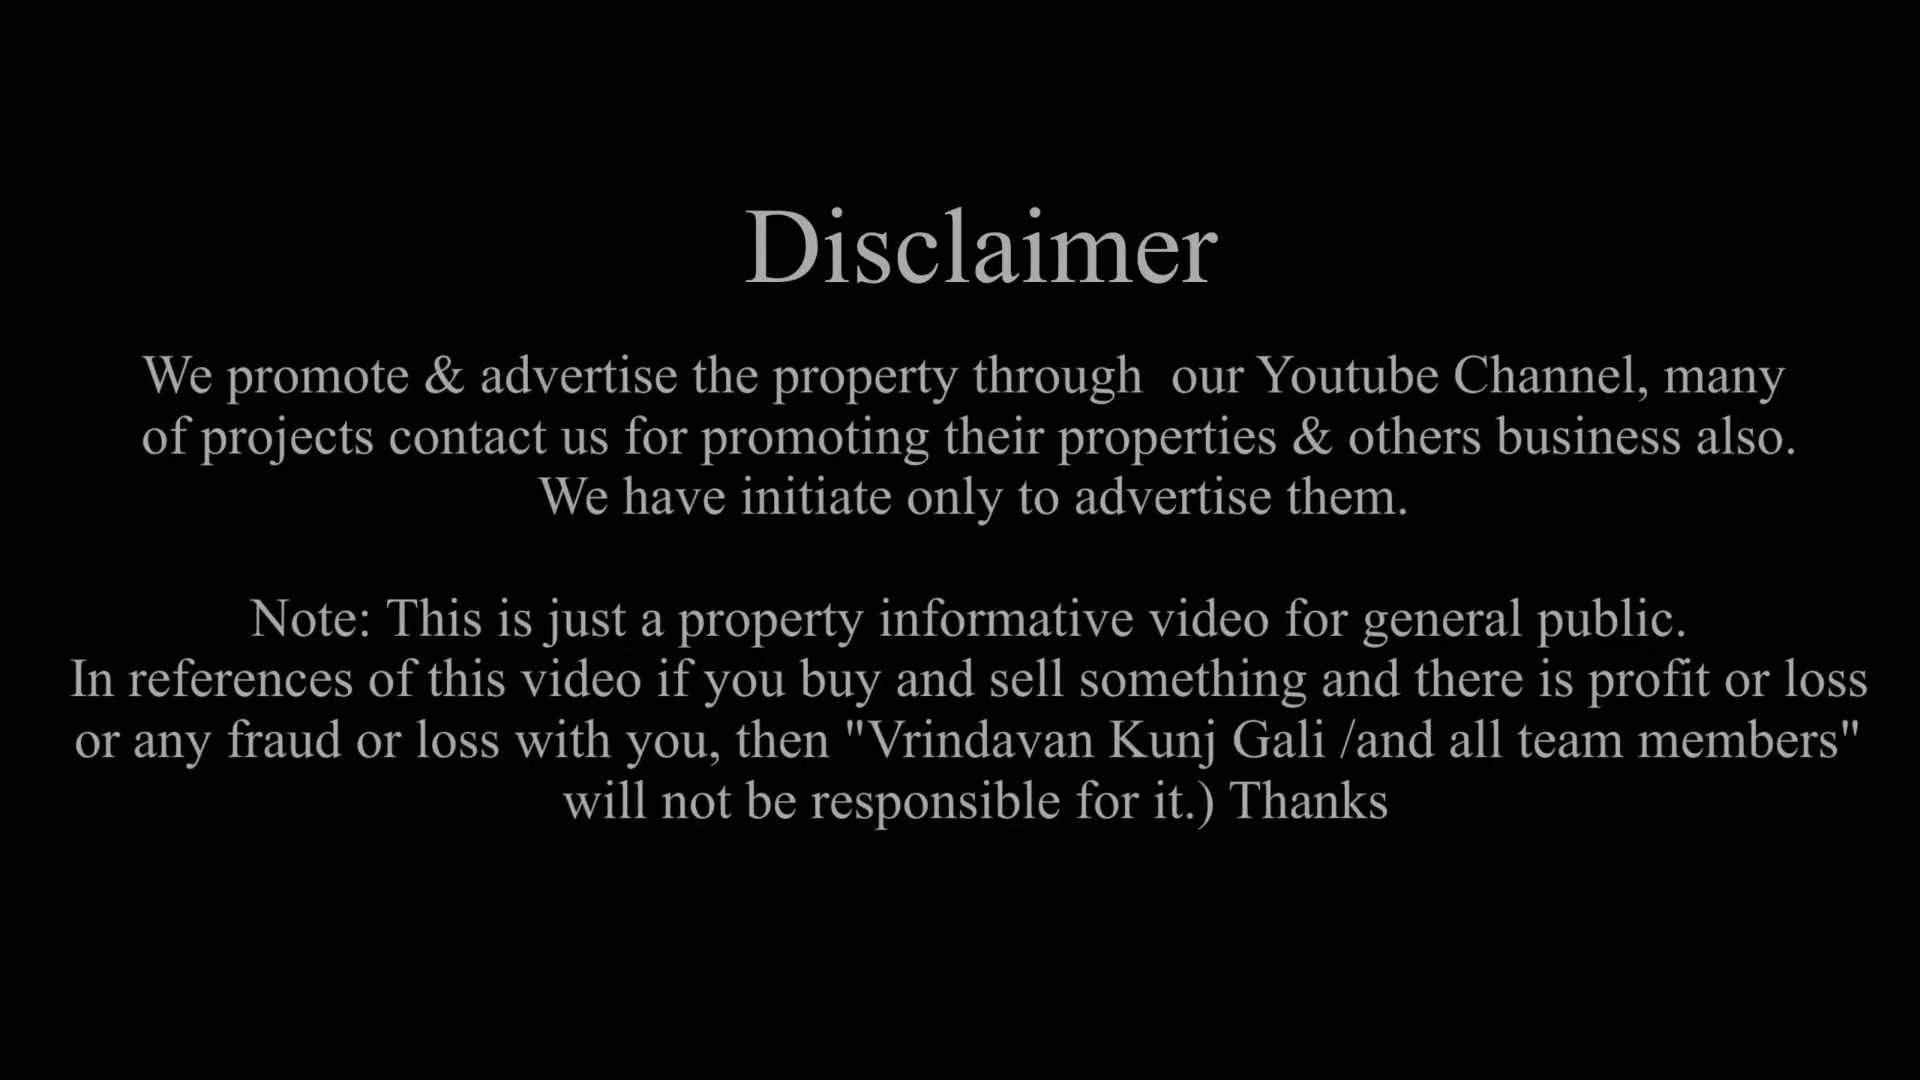 Disclaimer
We promote & advertise the property through  our Youtube Channel, many
of projects contact us for promoting their properties & others business also.
We have initiate only to advertise them.
Note: This is just a property informative video for general public.
In references of this video if you buy and sell something and there is profit or loss
or any fraud or loss with you, then "Vrindavan Kunj Gali /and all team members"
will not be responsible for it.) Thanks